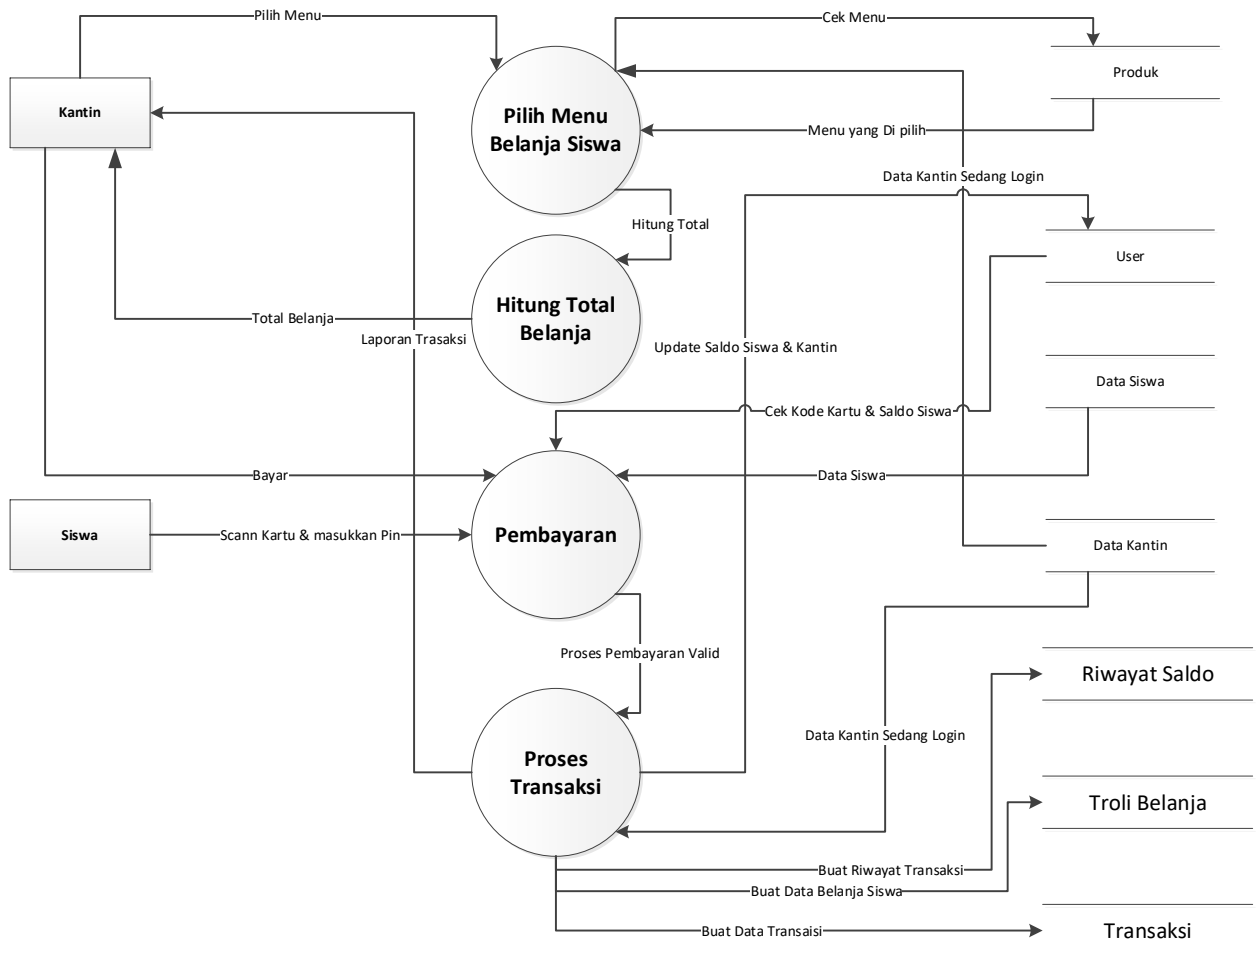 Pilih Menu
Cek Menu
Produk
Kantin
Pilih Menu
Belanja Siswa
Menu yang Di pilih
Data Kantin Sedang Login
Hitung Total
User
Hitung Total
Belanja
Total Belanja
Laporan Trasaksi
Update Saldo Siswa & Kantin
Data Siswa
Cek Kode Kartu & Saldo Siswa
Bayar
Data Siswa
Siswa
Scann Kartu & masukkan Pin
Pembayaran
Data Kantin
Proses Pembayaran Valid
Riwayat Saldo
Data Kantin Sedang Login
Proses
Transaksi
Troli Belanja
Buat Riwayat Transaksi
Buat Data Belanja Siswa
Buat Data Transaisi
Transaksi